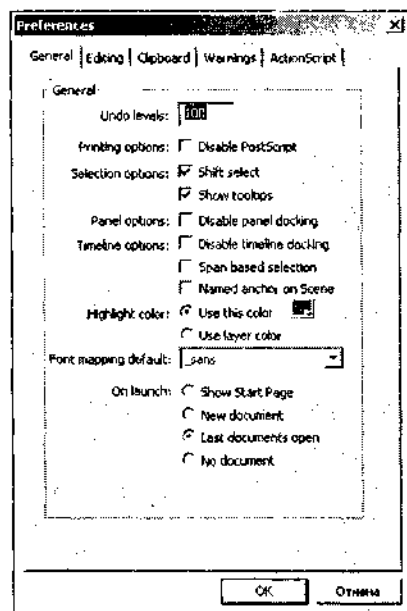 Preferences
General Editing Clipboard Warnings ActionScript
General
Undo levels: 100
Printing options: Disable PostScript
Selection options: Shift select
Show tooltips
Panel options: Disable panel docking
Timeline options: Disable timeline docking
Span based selection
Named anchor on Scene
Highlight color: Use this color
Use layer color
Font mapping default: _sans
On launch: Show Start Page
New document
Last documents open
No document
OK Отмена